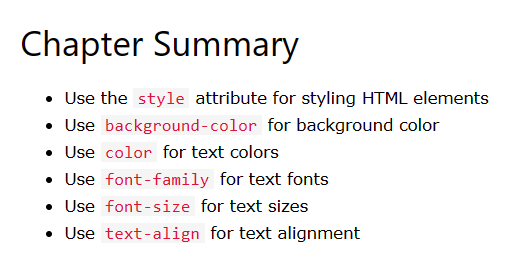 Chapter Summary
• Use the style attribute for styling HTML elements
• Use background-color for background color
• Use color for text colors
• Use font-family for text fonts
• Use font-size for text sizes
• Use text-align for text alignment